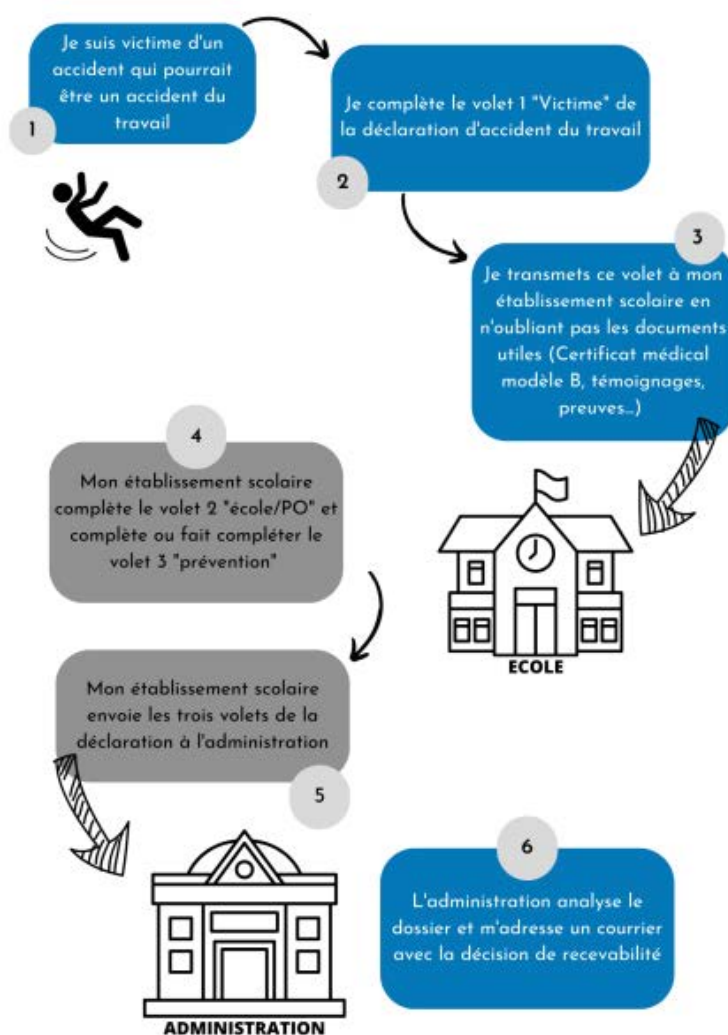 Je suis victime d'un
accident qui pourrait
être un accident du
travail
1
Je complète le volet 1 "Victime" de
la déclaration d'accident du travail
2
3
Je transmets ce volet à mon
établissement scolaire en
n'oubliant pas les documents
utiles (Certificat médical
modèle B, témoignages,
preuves...)
4
Mon établissement scolaire
complète le volet 2 "école/PO" et
complète ou fait compléter le
volet 3 "prévention"
ECOLE
Mon établissement scolaire
envoie les trois volets de la
déclaration à l'administration
5
6
L'administration analyse le
dossier et m'adresse un courrier
avec la décision de recevabilité
ADMINISTRATION